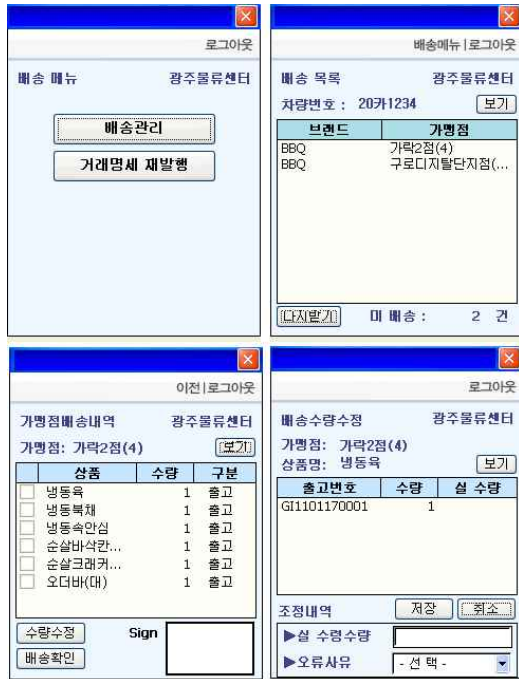 로그아웃
배송 메뉴 광주물류센터
배송관리
거래명세 재발행
배송메뉴|로그아웃
배송 목록 광주물류센터
차량번호 : 20카1234 보기
브랜드 가맹점
BBQ 가락2점(4)
BBQ 구로디지탈단지점(...
다시받기 미 배송 : 2 건
이전|로그아웃
가맹점배송내역 광주물류센터
가맹점: 가락2점(4) 보기
상품 수량 구분
냉동육 1 출고
냉동북채 1 출고
냉동속안심 1 출고
순살바삭칸... 1 출고
순살크래커... 1 출고
오더바(대) 1 출고
수량수정 Sign
배송확인
로그아웃
배송수량수정 광주물류센터
가맹점: 가락2점(4)
상품명: 냉동육 보기
출고번호 수량 실 수량
GI1101170001 1
조정내역 저장 취소
▶실 수령수량
▶오류사유 - 선 택 -